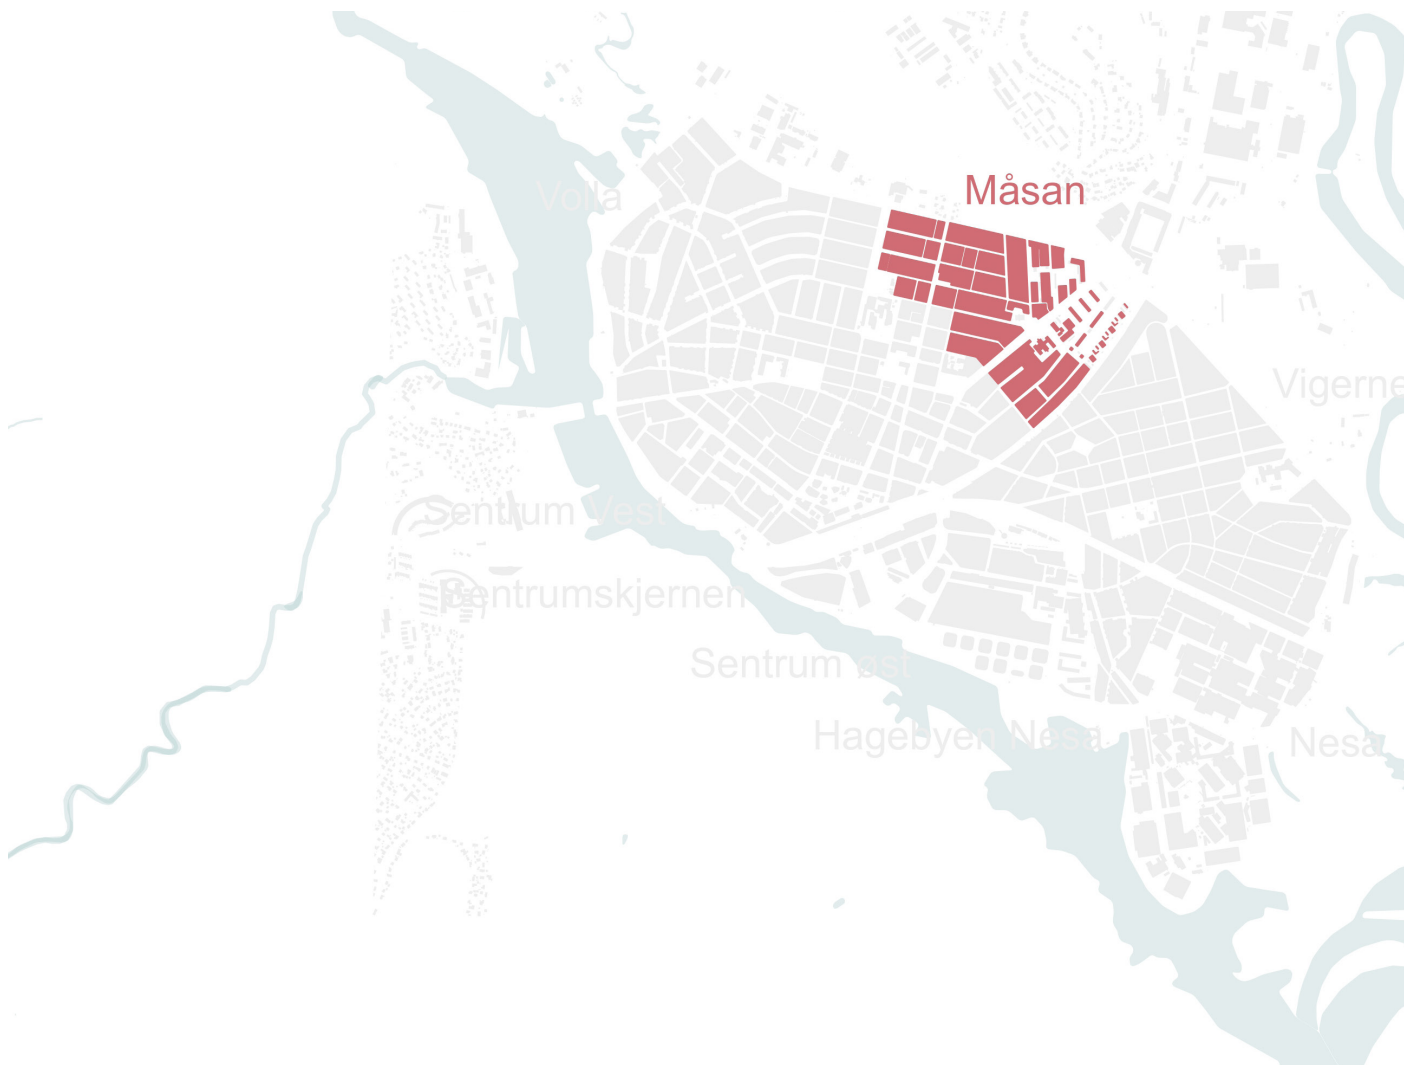 Måsan
Volla
Vigerne
Sentrum Vest
Sentrumskjernen
Sentrum øst
Hagebyen Nesa
Nesa